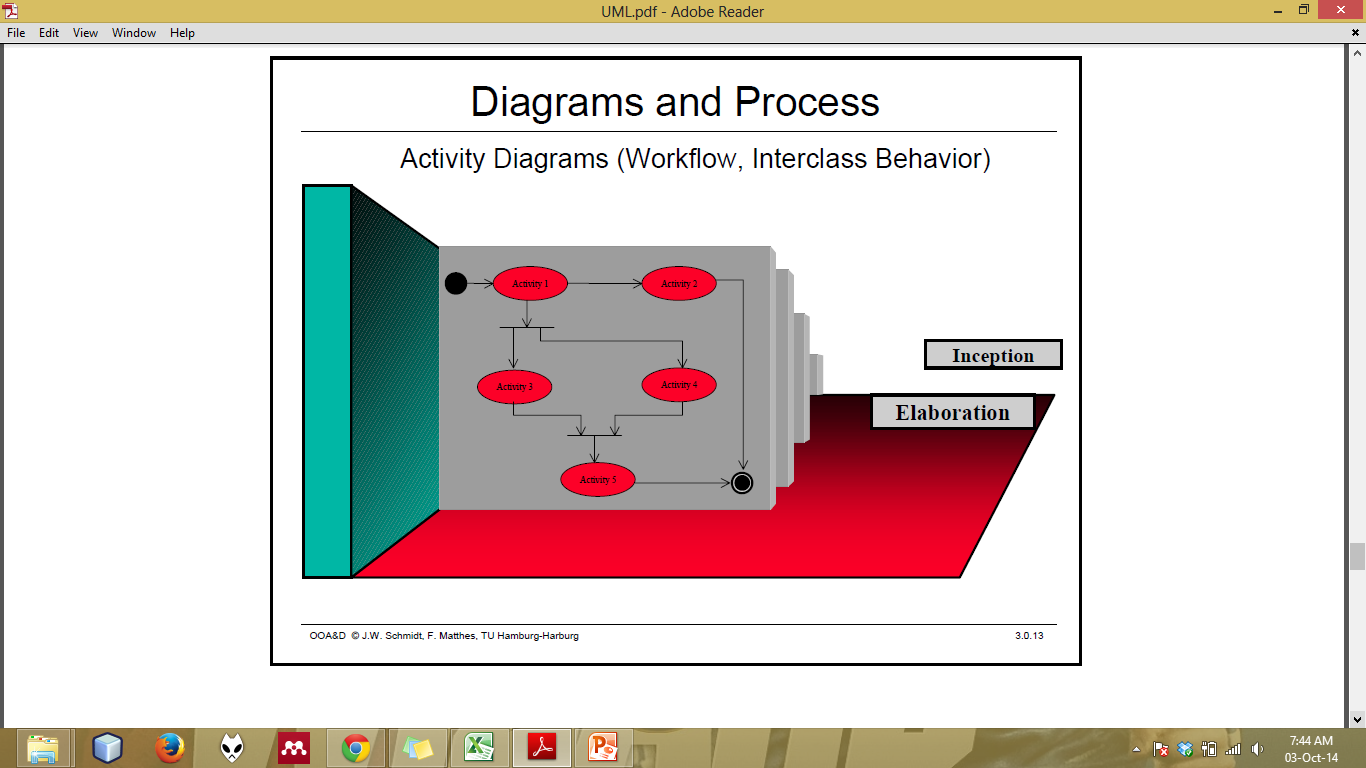 UML.pdf - Adobe Reader
File Edit View Window Help
Diagrams and Process
Activity Diagrams (Workflow, Interclass Behavior)
Activity 1
Activity 2
Activity 3
Activity 4
Activity 5
Inception
Elaboration
OOA&D © J.W. Schmidt, F. Matthes, TU Hamburg-Harburg
3.0.13
7:44 AM
03-Oct-14